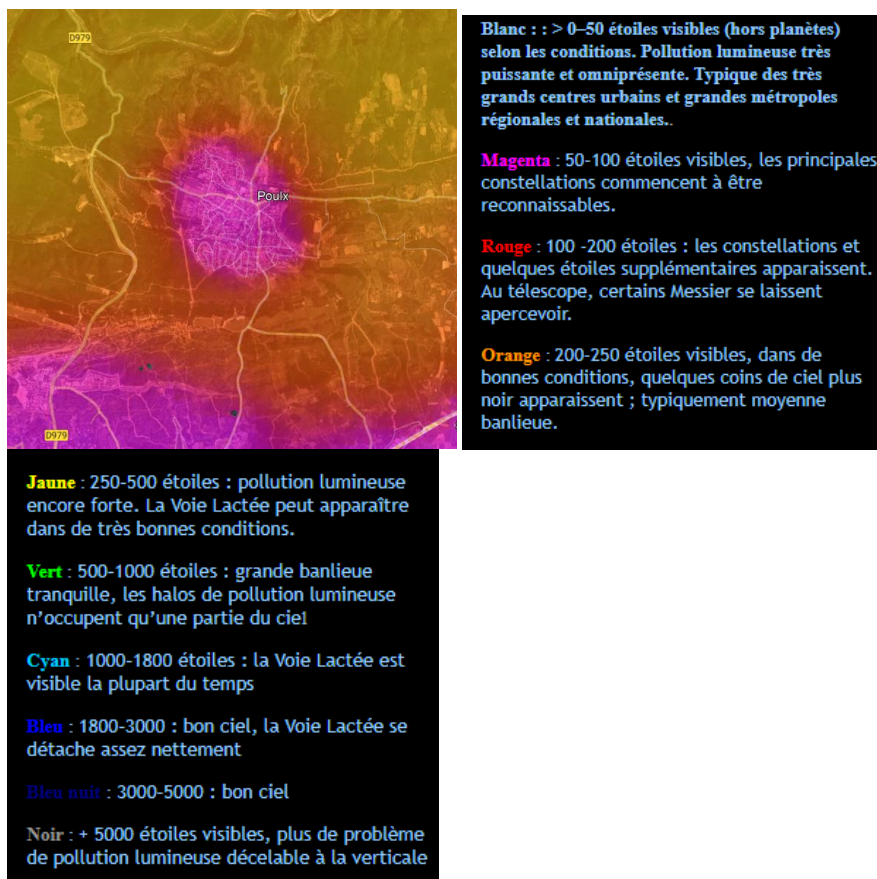 D979
Poulx
D979
Blanc : : > 0–50 étoiles visibles (hors planètes)
selon les conditions. Pollution lumineuse très
puissante et omniprésente. Typique des très
grands centres urbains et grandes métropoles
régionales et nationales..
Magenta : 50-100 étoiles visibles, les principales
constellations commencent à être
reconnaissables.
Rouge : 100 -200 étoiles : les constellations et
quelques étoiles supplémentaires apparaissent.
Au télescope, certains Messier se laissent
apercevoir.
Orange : 200-250 étoiles visibles, dans de
bonnes conditions, quelques coins de ciel plus
noir apparaissent ; typiquement moyenne
banlieue.
Jaune : 250-500 étoiles : pollution lumineuse
encore forte. La Voie Lactée peut apparaître
dans de très bonnes conditions.
Vert : 500-1000 étoiles : grande banlieue
tranquille, les halos de pollution lumineuse
n’occupent qu’une partie du ciel
Cyan : 1000-1800 étoiles : la Voie Lactée est
visible la plupart du temps
Bleu : 1800-3000 : bon ciel, la Voie Lactée se
détache assez nettement
Bleu nuit : 3000-5000 : bon ciel
Noir : + 5000 étoiles visibles, plus de problème
de pollution lumineuse décelable à la verticale